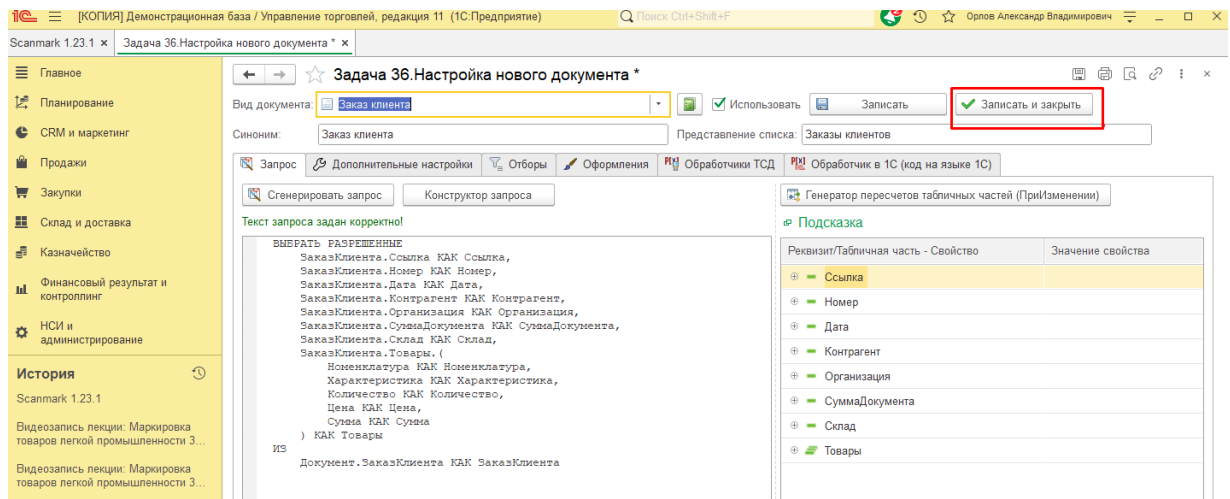 1С [КОПИЯ] Демонстрационная база / Управление торговлей, редакция 11 (1С:Предприятие) Поиск Ctrl+Shift+F Орлов Александр Владимирович
Scanmark 1.23.1 × Задача 36.Настройка нового документа * ×
Главное
Планирование
CRM и маркетинг
Продажи
Закупки
Склад и доставка
Казначейство
Финансовый результат и
контроллинг
НСИ и
администрирование
История
Scanmark 1.23.1
Видеозапись лекции: Маркировка
товаров легкой промышленности 3...
Видеозапись лекции: Маркировка
товаров легкой промышленности 3...
Задача 36.Настройка нового документа *
Вид документа: Заказ клиента Использовать Записать Записать и закрыть
Синоним: Заказ клиента Представление списка: Заказы клиентов
Запрос Дополнительные настройки Отборы Оформления Обработчики ТСД Обработчик в 1С (код на языке 1С)
Сгенерировать запрос Конструктор запроса Генератор пересчетов табличных частей (ПриИзменении)
Текст запроса задан корректно!
ВЫБРАТЬ РАЗРЕШЕННЫЕ
ЗаказКлиента.Ссылка КАК Ссылка,
ЗаказКлиента.Номер КАК Номер,
ЗаказКлиента.Дата КАК Дата,
ЗаказКлиента.Контрагент КАК Контрагент,
ЗаказКлиента.Организация КАК Организация,
ЗаказКлиента.СуммаДокумента КАК СуммаДокумента,
ЗаказКлиента.Склад КАК Склад,
ЗаказКлиента.Товары.(
Номенклатура КАК Номенклатура,
Характеристика КАК Характеристика,
Количество КАК Количество,
Цена КАК Цена,
Сумма КАК Сумма
) КАК Товары
ИЗ
Документ.ЗаказКлиента КАК ЗаказКлиента
Подсказка
Реквизит/Табличная часть - Свойство Значение свойства
Ссылка
Номер
Дата
Контрагент
Организация
СуммаДокумента
Склад
Товары